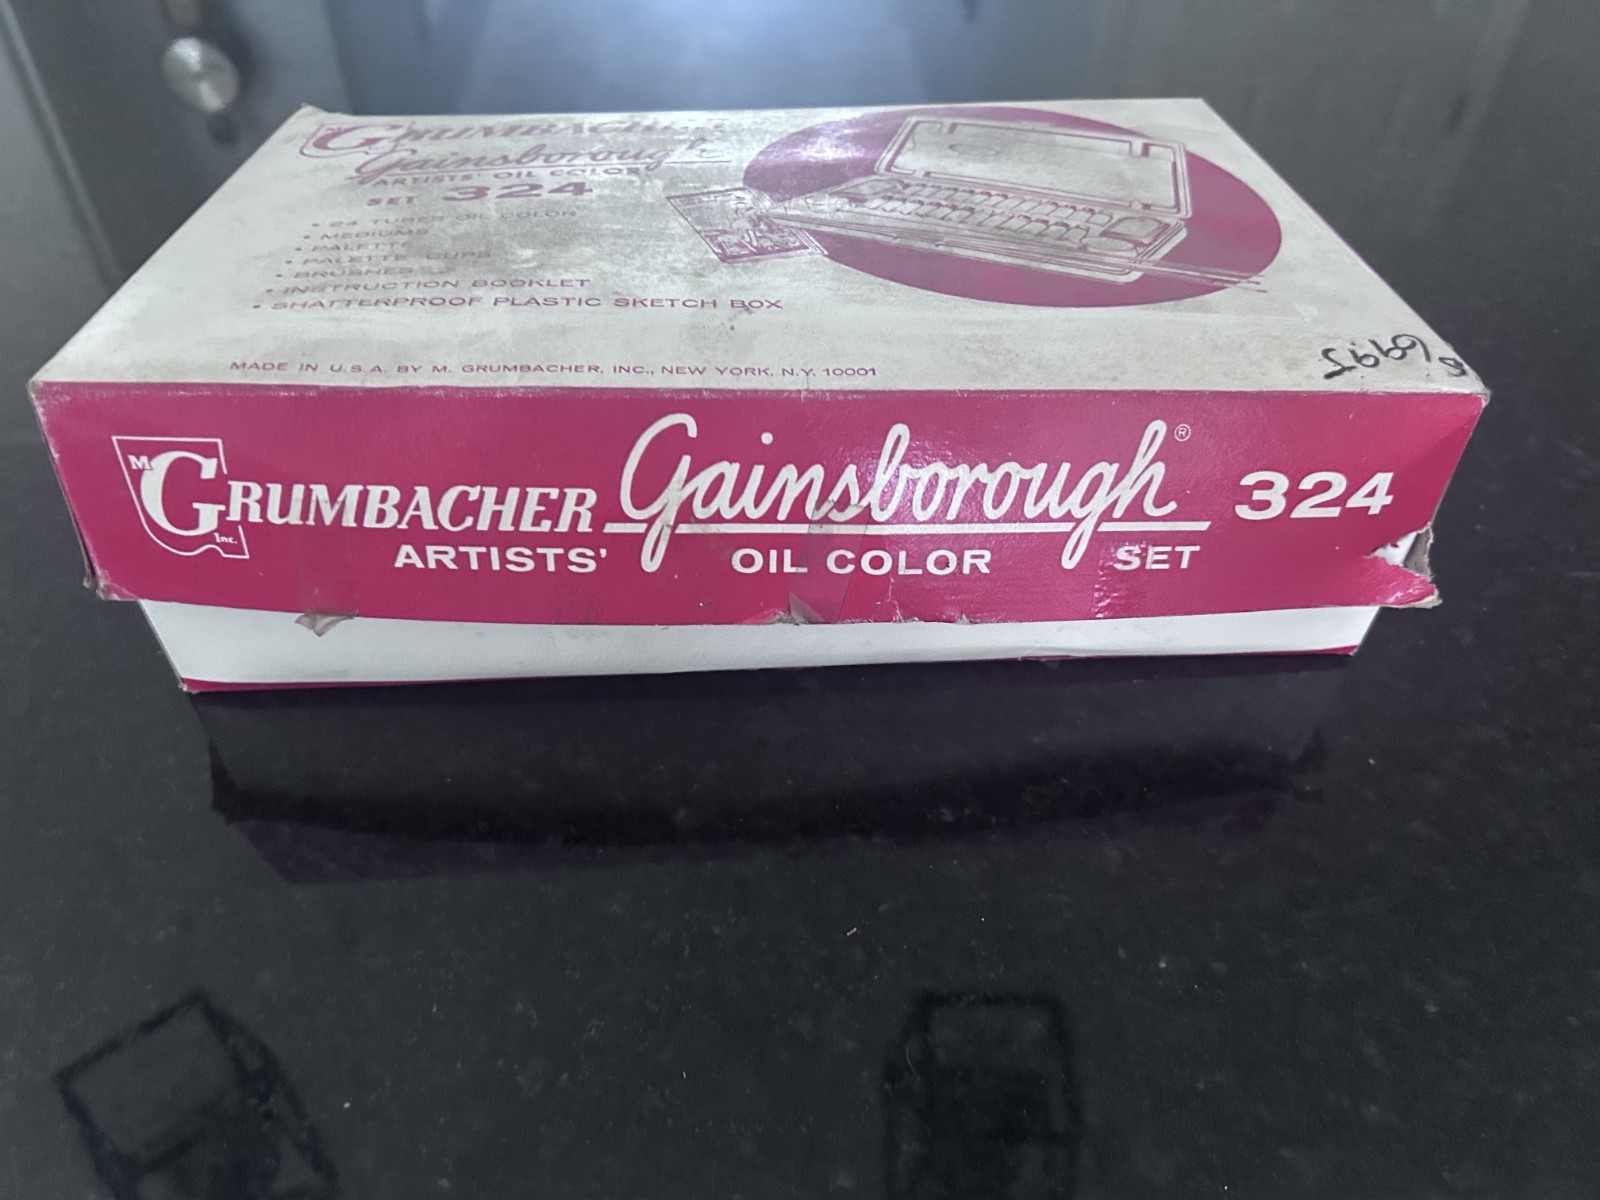 GRUMBACHER
Gainsborough
ARTISTS' OIL COLOR
SET 324
• 24 TUBES OIL COLOR
• MEDIUMS
• PALETTE
• PALETTE CUPS
• BRUSHES
• INSTRUCTION BOOKLET
• SHATTERPROOF PLASTIC SKETCH BOX
MADE IN U.S.A. BY M. GRUMBACHER, INC., NEW YORK, N.Y. 10001
M. GRUMBACHER Inc. Gainsborough® 324
ARTISTS' OIL COLOR SET